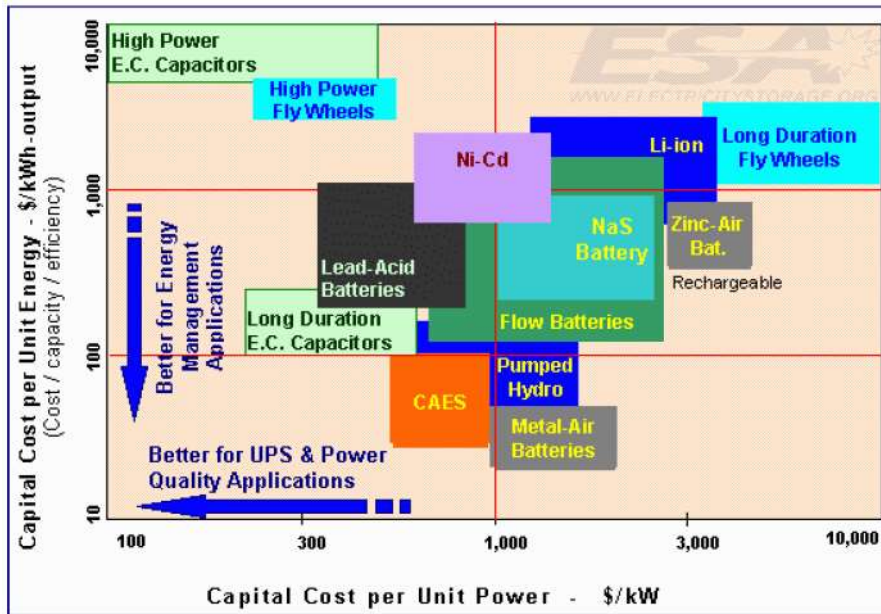 ESA
WWW.ELECTRICITYSTORAGE.ORG
High Power
E.C. Capacitors
High Power
Fly Wheels
Long Duration
Fly Wheels
Li-ion
Ni-Cd
NaS
Battery
Zinc-Air
Bat.
Rechargeable
Lead-Acid
Batteries
Flow Batteries
Long Duration
E.C. Capacitors
Pumped
Hydro
CAES
Metal-Air
Batteries
Better for Energy
Management
Applications
Better for UPS & Power
Quality Applications
Capital Cost per Unit Energy - $/kWh-output
(Cost / capacity / efficiency)
10,000
1,000
100
10
100
300
1,000
3,000
10,000
Capital Cost per Unit Power - $/kW